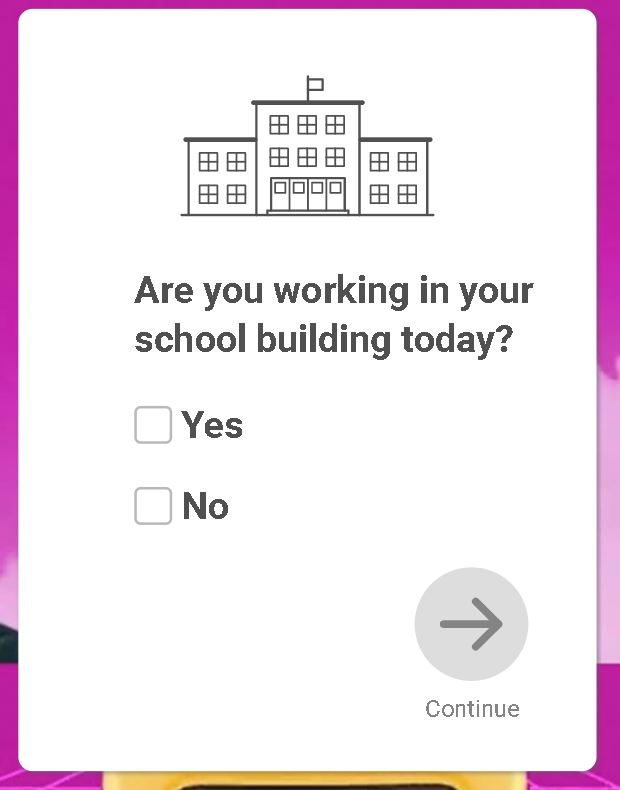 Are you working in your
school building today?
Yes
No
Continue